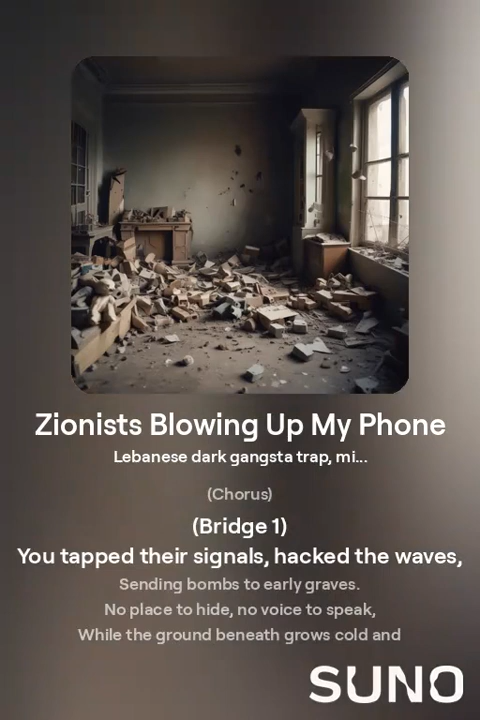 Zionists Blowing Up My Phone
Lebanese dark gangsta trap, mi...
(Chorus)
(Bridge 1)
You tapped their signals, hacked the waves,
Sending bombs to early graves.
No place to hide, no voice to speak,
While the ground beneath grows cold and
SUNO